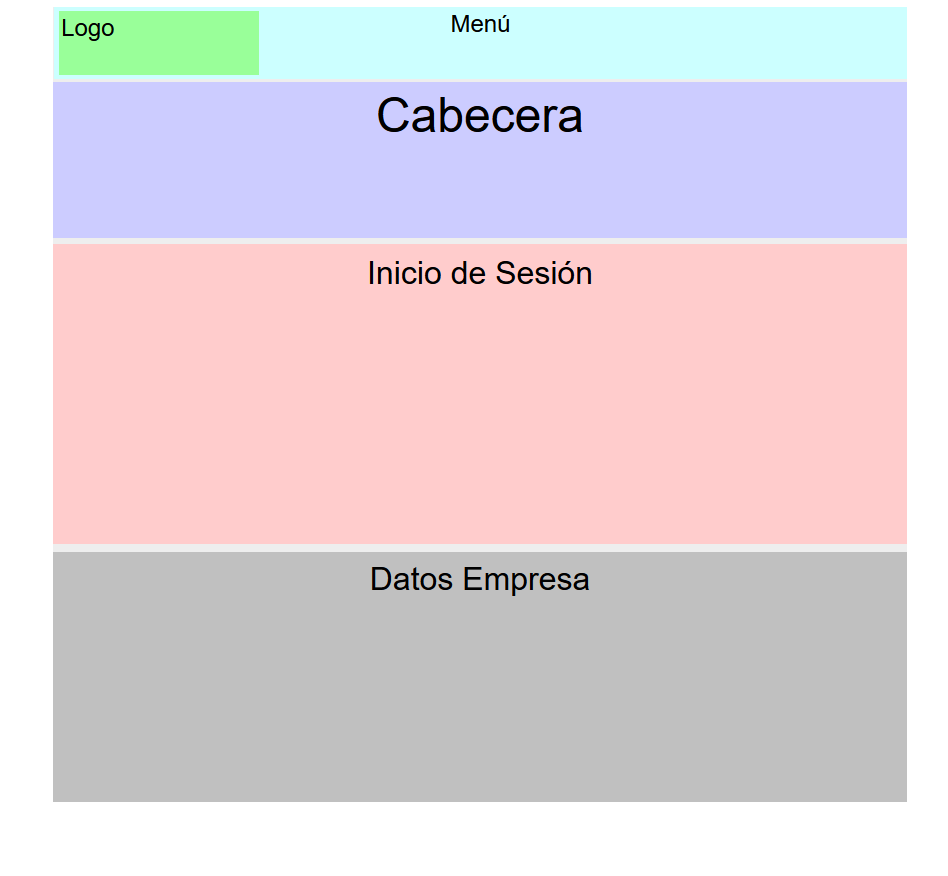 Logo
Menú
Cabecera
Inicio de Sesión
Datos Empresa